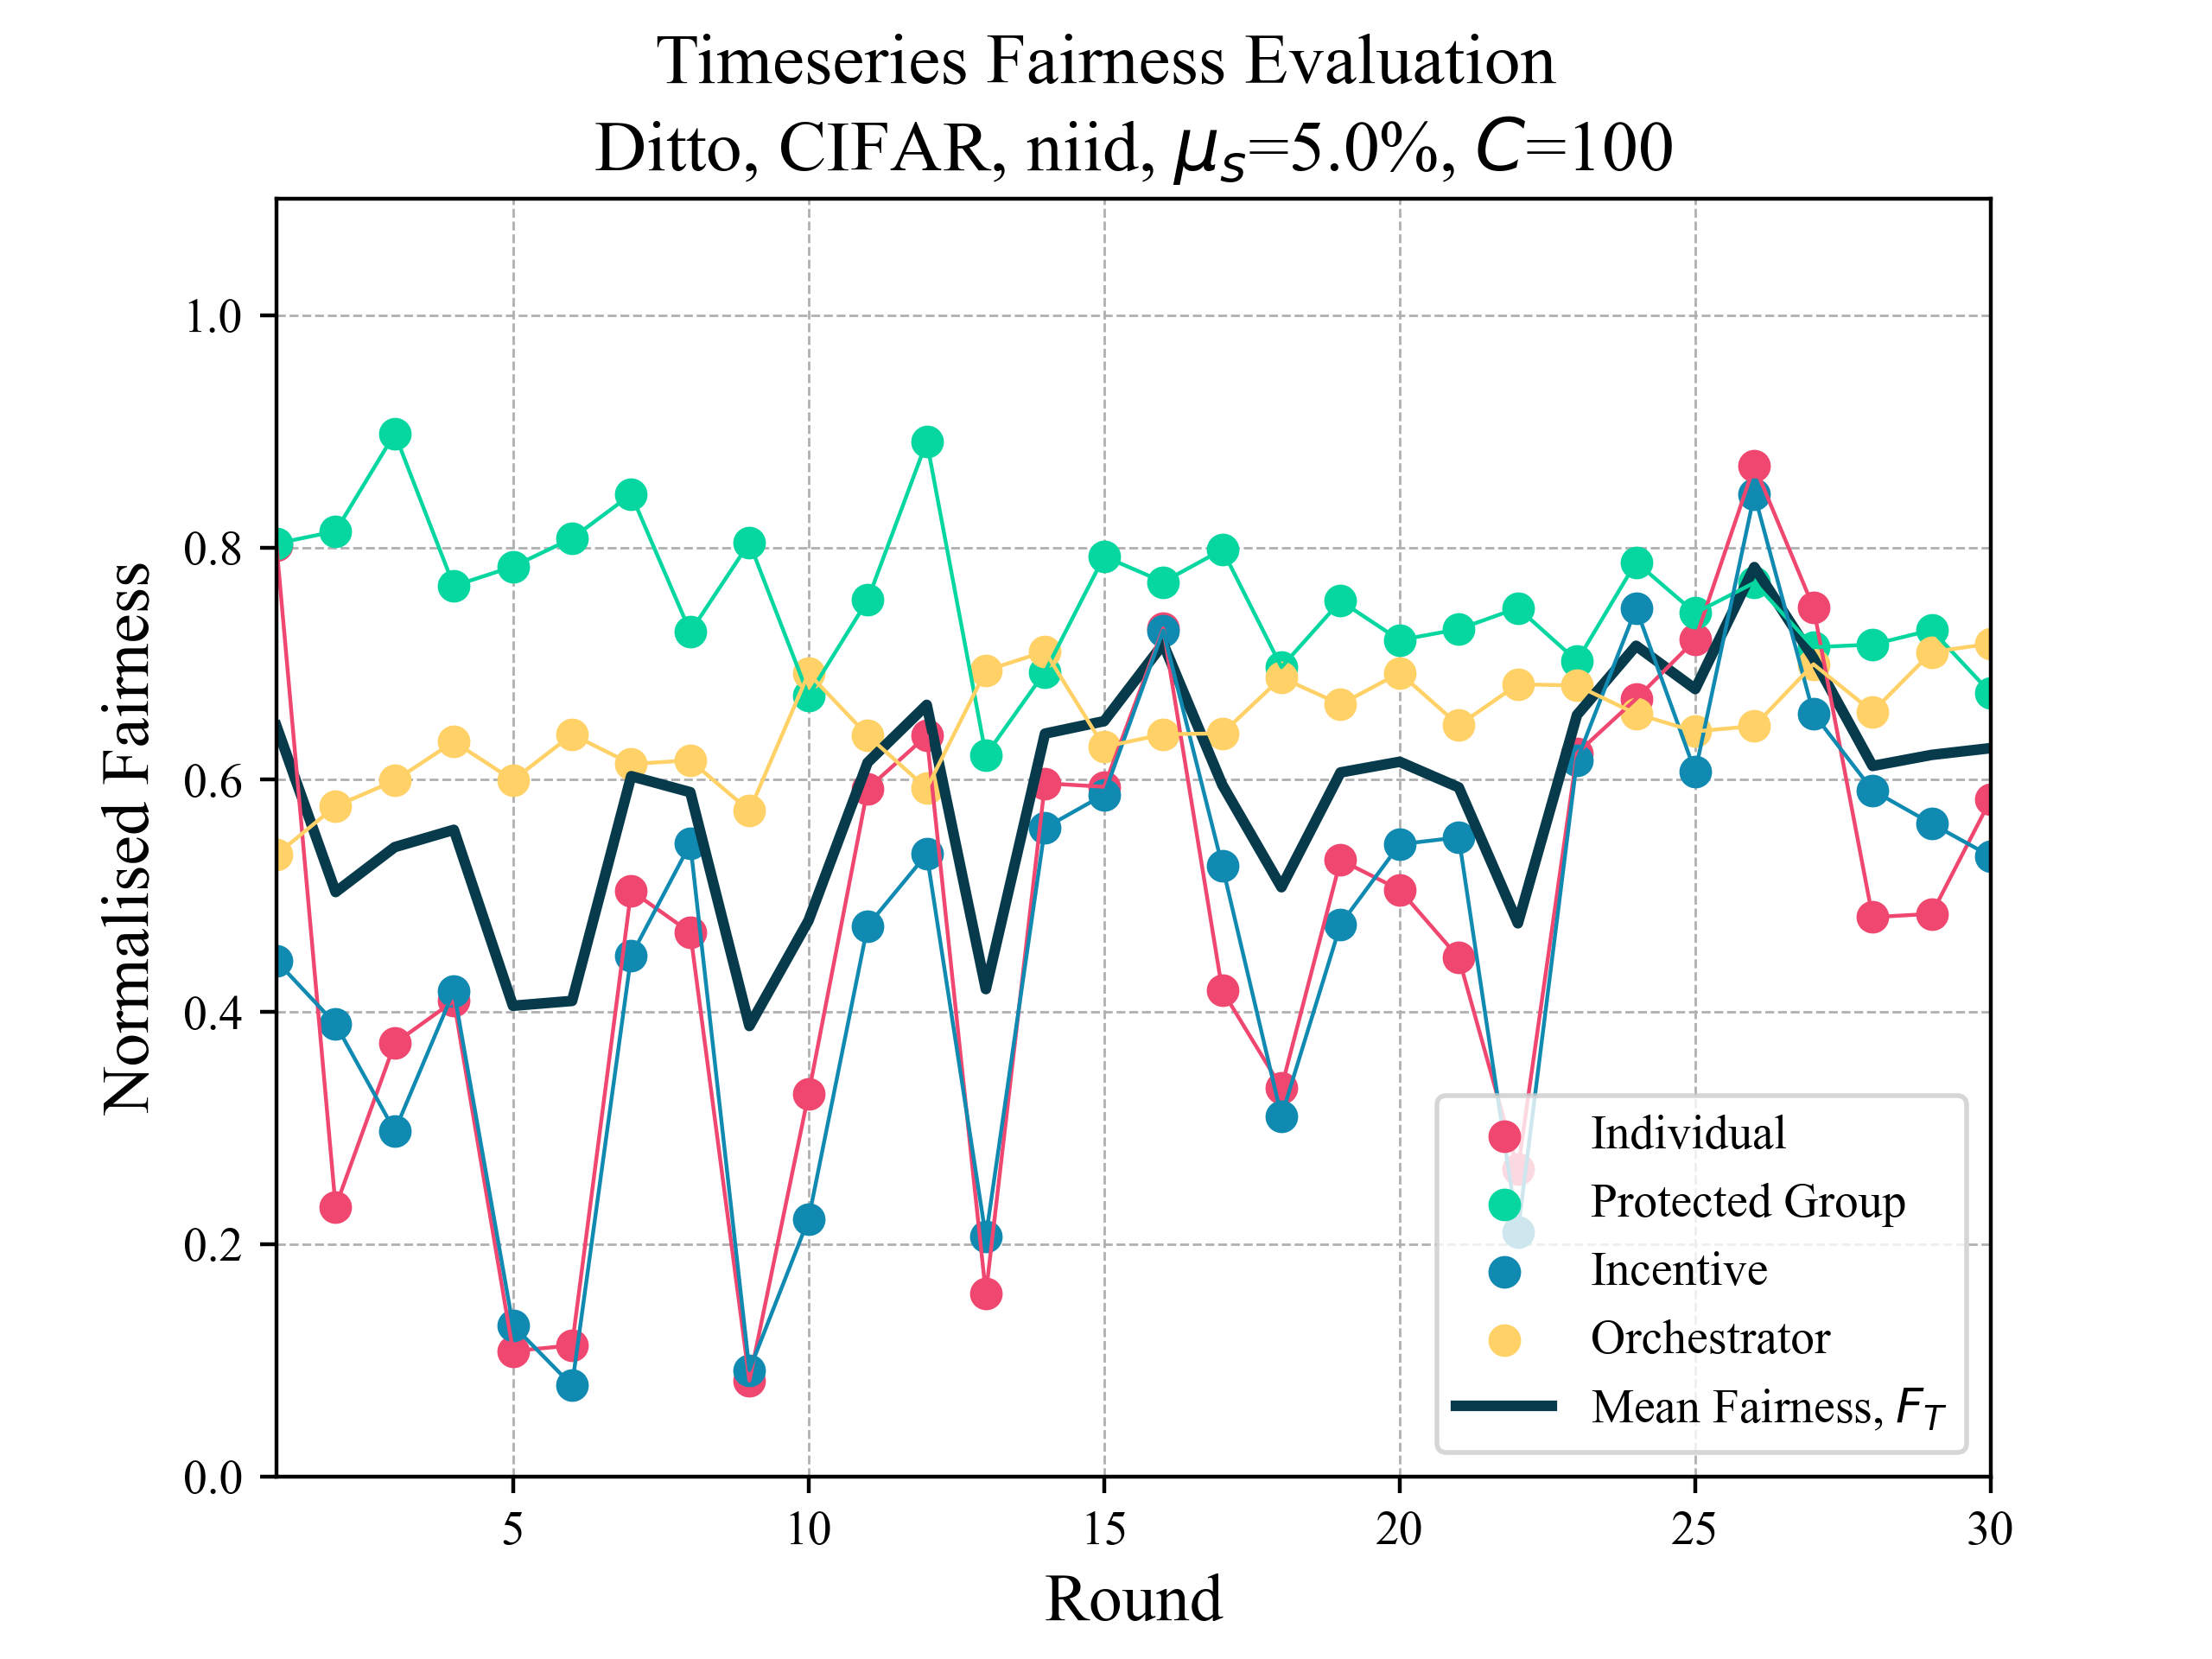 Timeseries Fairness Evaluation
Ditto, CIFAR, niid, μₛ=5.0%, C=100
Normalised Fairness
1.0
0.8
0.6
0.4
0.2
0.0
Individual
Protected Group
Incentive
Orchestrator
Mean Fairness, F_T
5 10 15 20 25 30
Round